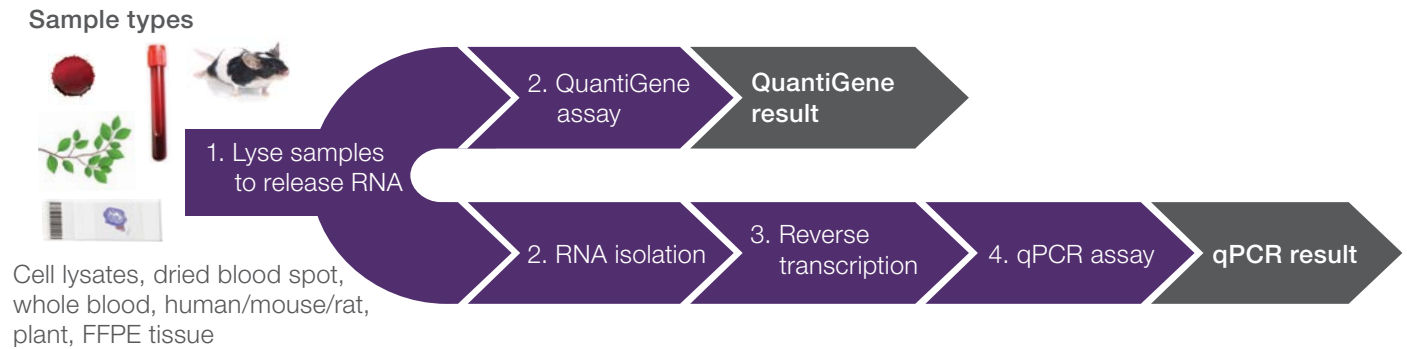 Sample types
1. Lyse samples
to release RNA
2. QuantiGene
assay
QuantiGene
result
2. RNA isolation
3. Reverse
transcription
4. qPCR assay
qPCR result
Cell lysates, dried blood spot,
whole blood, human/mouse/rat,
plant, FFPE tissue